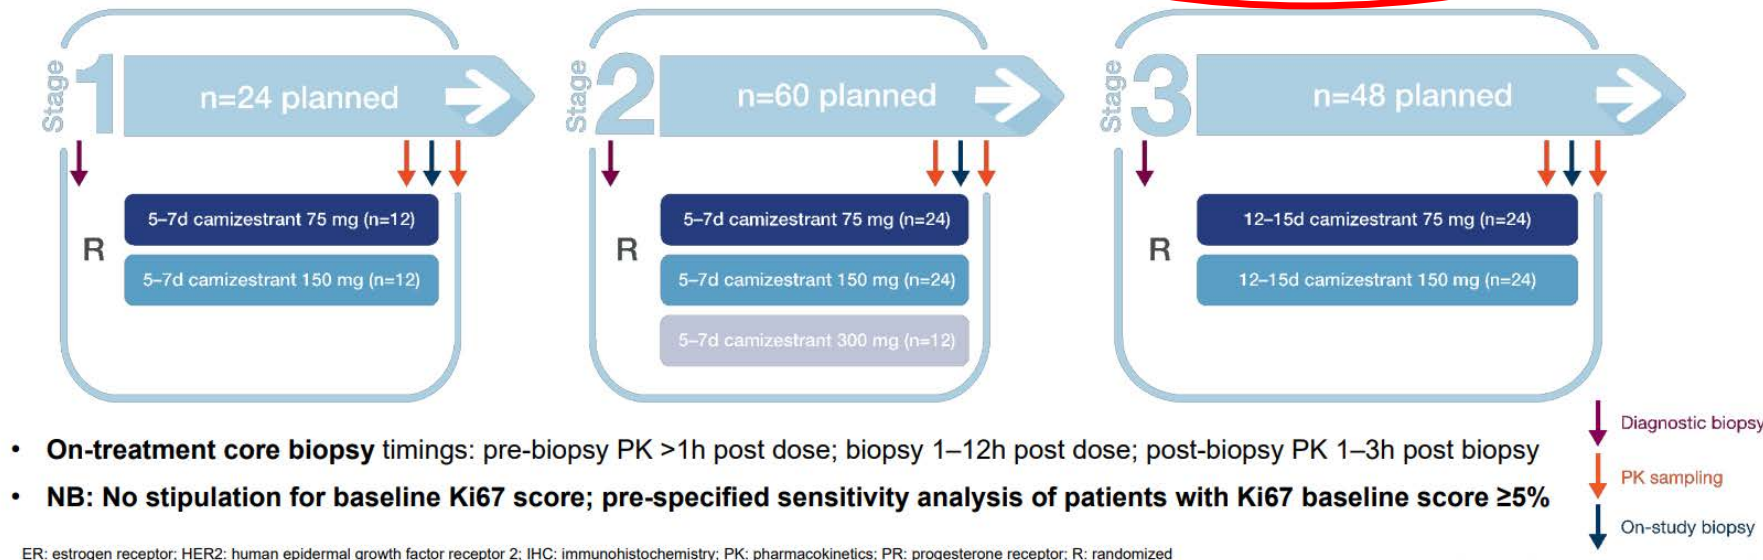 Stage 1
n=24 planned
R
5–7d camizestrant 75 mg (n=12)
5–7d camizestrant 150 mg (n=12)
Stage 2
n=60 planned
R
5–7d camizestrant 75 mg (n=24)
5–7d camizestrant 150 mg (n=24)
5–7d camizestrant 300 mg (n=12)
Stage 3
n=48 planned
R
12–15d camizestrant 75 mg (n=24)
12–15d camizestrant 150 mg (n=24)
Diagnostic biopsy
PK sampling
On-study biopsy
• On-treatment core biopsy timings: pre-biopsy PK >1h post dose; biopsy 1–12h post dose; post-biopsy PK 1–3h post biopsy
• NB: No stipulation for baseline Ki67 score; pre-specified sensitivity analysis of patients with Ki67 baseline score ≥5%
ER: estrogen receptor; HER2: human epidermal growth factor receptor 2; IHC: immunohistochemistry; PK: pharmacokinetics; PR: progesterone receptor; R: randomized